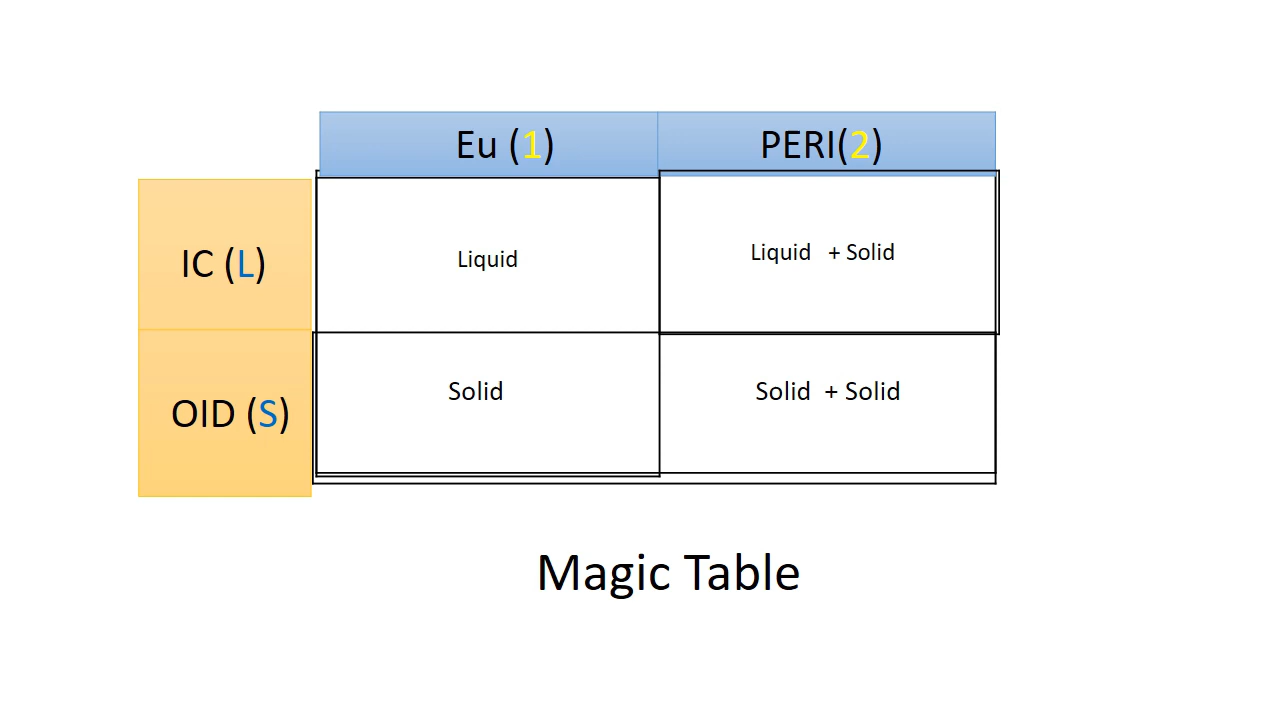 Eu (1) PERI(2)
IC (L) Liquid Liquid + Solid
OID (S) Solid Solid + Solid
Magic Table